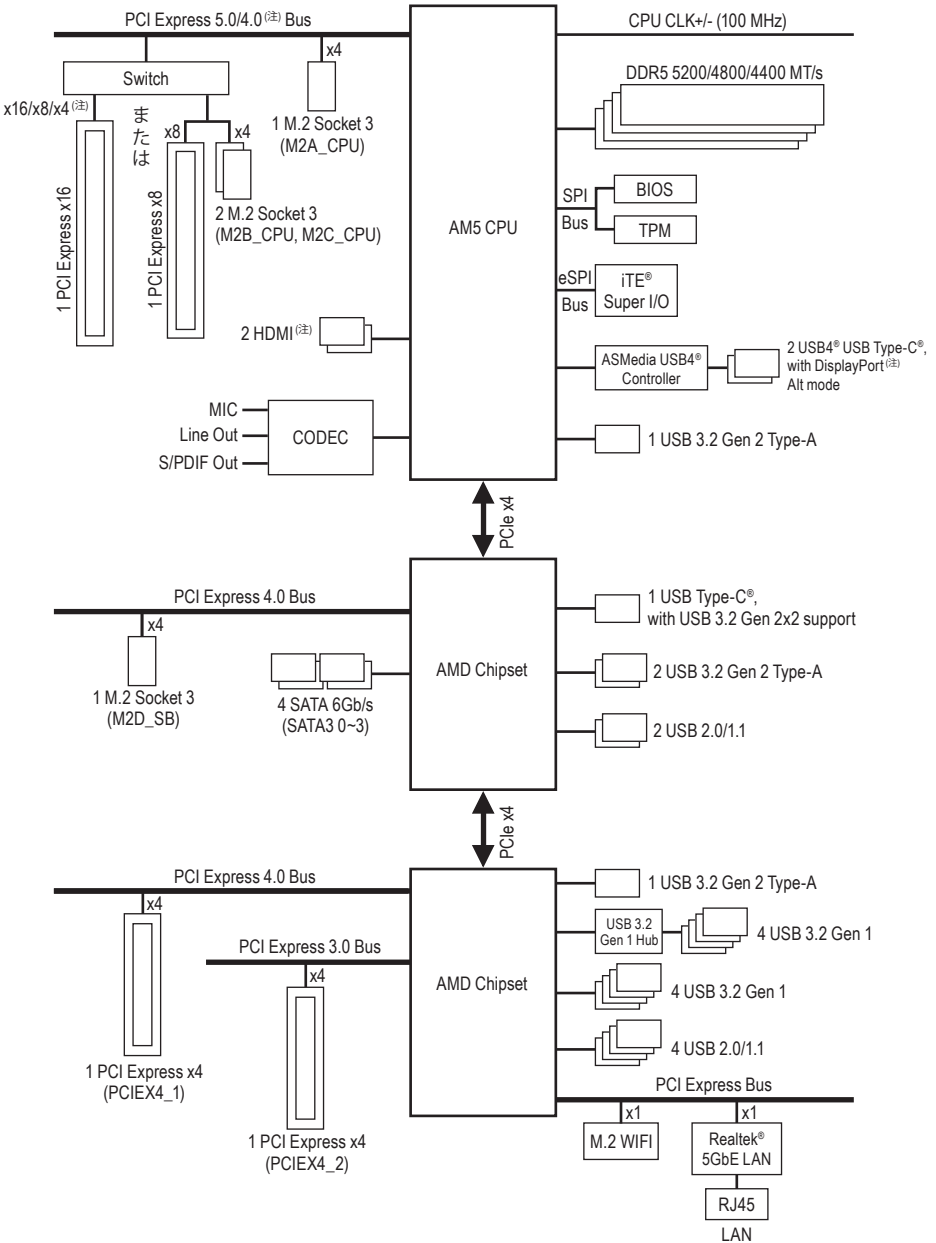 PCI Express 5.0/4.0(注) Bus
CPU CLK+/- (100 MHz)
x4
Switch
DDR5 5200/4800/4400 MT/s
x16/x8/x4(注)
または
x8
x4
1 M.2 Socket 3
(M2A_CPU)
1 PCI Express x16
1 PCI Express x8
2 M.2 Socket 3
(M2B_CPU, M2C_CPU)
AM5 CPU
SPI
Bus
BIOS
TPM
eSPI
Bus
iTE®
Super I/O
2 HDMI(注)
ASMedia USB4®
Controller
2 USB4® USB Type-C®,
with DisplayPort(注)
Alt mode
MIC
Line Out
S/PDIF Out
CODEC
1 USB 3.2 Gen 2 Type-A
PCIe x4
PCI Express 4.0 Bus
x4
1 M.2 Socket 3
(M2D_SB)
4 SATA 6Gb/s
(SATA3 0~3)
AMD Chipset
1 USB Type-C®,
with USB 3.2 Gen 2x2 support
2 USB 3.2 Gen 2 Type-A
2 USB 2.0/1.1
PCIe x4
PCI Express 4.0 Bus
x4
1 PCI Express x4
(PCIEX4_1)
PCI Express 3.0 Bus
x4
1 PCI Express x4
(PCIEX4_2)
AMD Chipset
1 USB 3.2 Gen 2 Type-A
USB 3.2
Gen 1 Hub
4 USB 3.2 Gen 1
4 USB 3.2 Gen 1
4 USB 2.0/1.1
PCI Express Bus
x1
x1
M.2 WIFI
Realtek®
5GbE LAN
RJ45
LAN